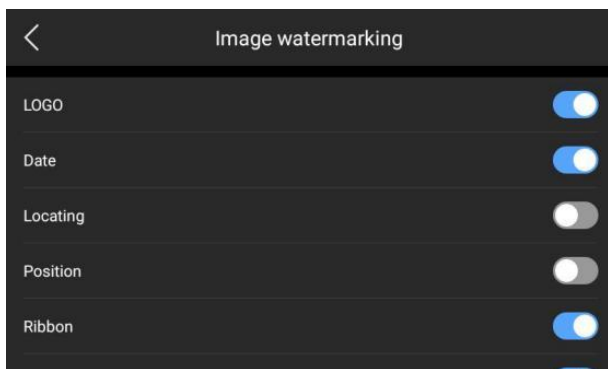 Image watermarking
LOGO
Date
Locating
Position
Ribbon